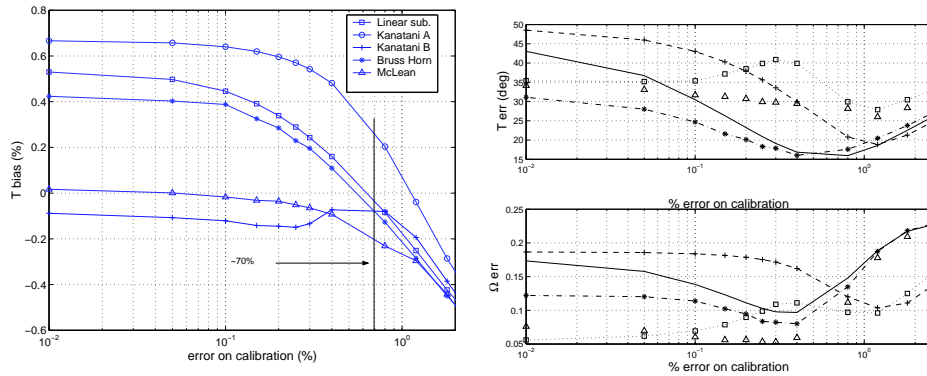 0.8
0.6
0.4
0.2
0
−0.2
−0.4
−0.6
T bias (%)
10^-2
10^-1
10^0
error on calibration (%)
Linear sub.
Kanatani A
Kanatani B
Bruss Horn
McLean
~70%
50
45
40
35
30
25
20
15
T err (deg)
10^-2
10^-1
10^0
% error on calibration
0.25
0.2
0.15
0.1
0.05
Ω err
10^-2
10^-1
10^0
% error on calibration